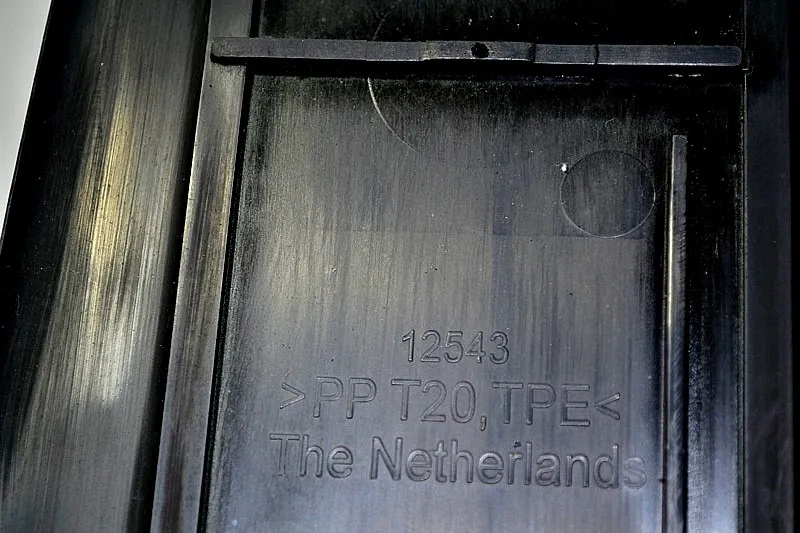 12543
>PP T20,TPE<
The Netherlands